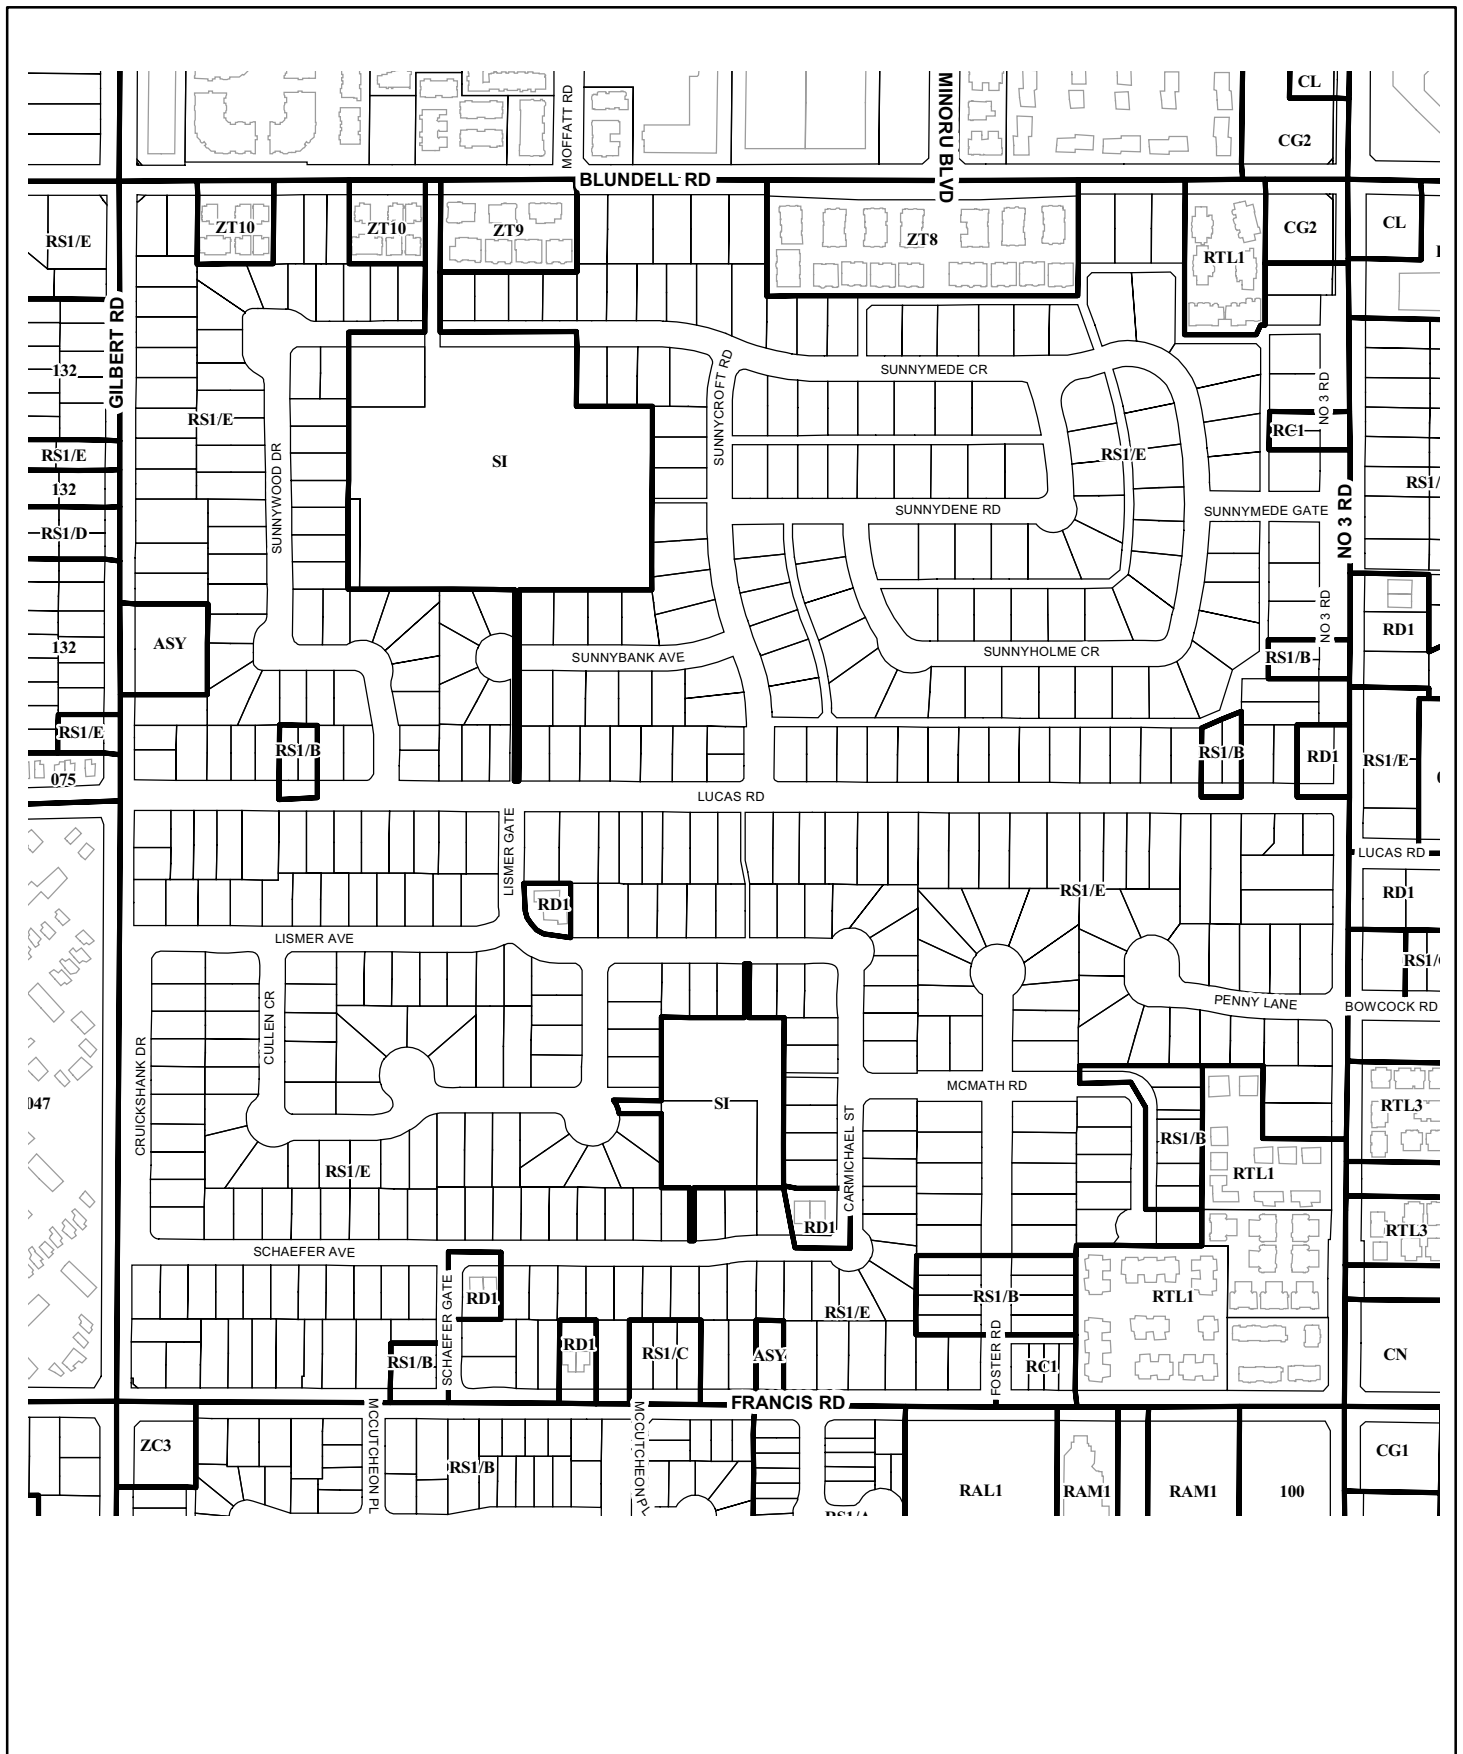 CL
CG2
MOFFATT RD
MINORU BLVD
BLUNDELL RD
ZT10
ZT10
ZT9
ZT8
RTL1
CG2
CL
RS1/E
GILBERT RD
132
RS1/E
132
RS1/D
132
RS1/E
075
RS1/E
SUNNYWOOD DR
SI
SUNNYCROFT RD
SUNNYMEDE CR
NO 3 RD
RC1
RS1/E
NO 3 RD
RS1/
SUNNYDENE RD
SUNNYMEDE GATE
NO 3 RD
RD1
ASY
SUNNYBANK AVE
SUNNYHOLME CR
RS1/B
RS1/B
RS1/B
RD1
RS1/E
LUCAS RD
LISMER GATE
LUCAS RD
RD1
RS1/E
RD1
LISMER AVE
RS1/
CULLEN CR
PENNY LANE
BOWCOCK RD
CRUICKSHANK DR
047
SI
MCMATH RD
CARMICHAEL ST
RS1/B
RTL3
RS1/E
RTL1
RD1
RTL3
SCHAEFER AVE
SCHAEFER GATE
RD1
RS1/E
RS1/B
RTL1
RS1/B
RD1
RS1/C
ASY
FOSTER RD
RC1
CN
FRANCIS RD
MCCUTCHEON PL
MCCUTCHEON PL
ZC3
RS1/B
RS1/A
RAL1
RAM1
RAM1
100
CG1